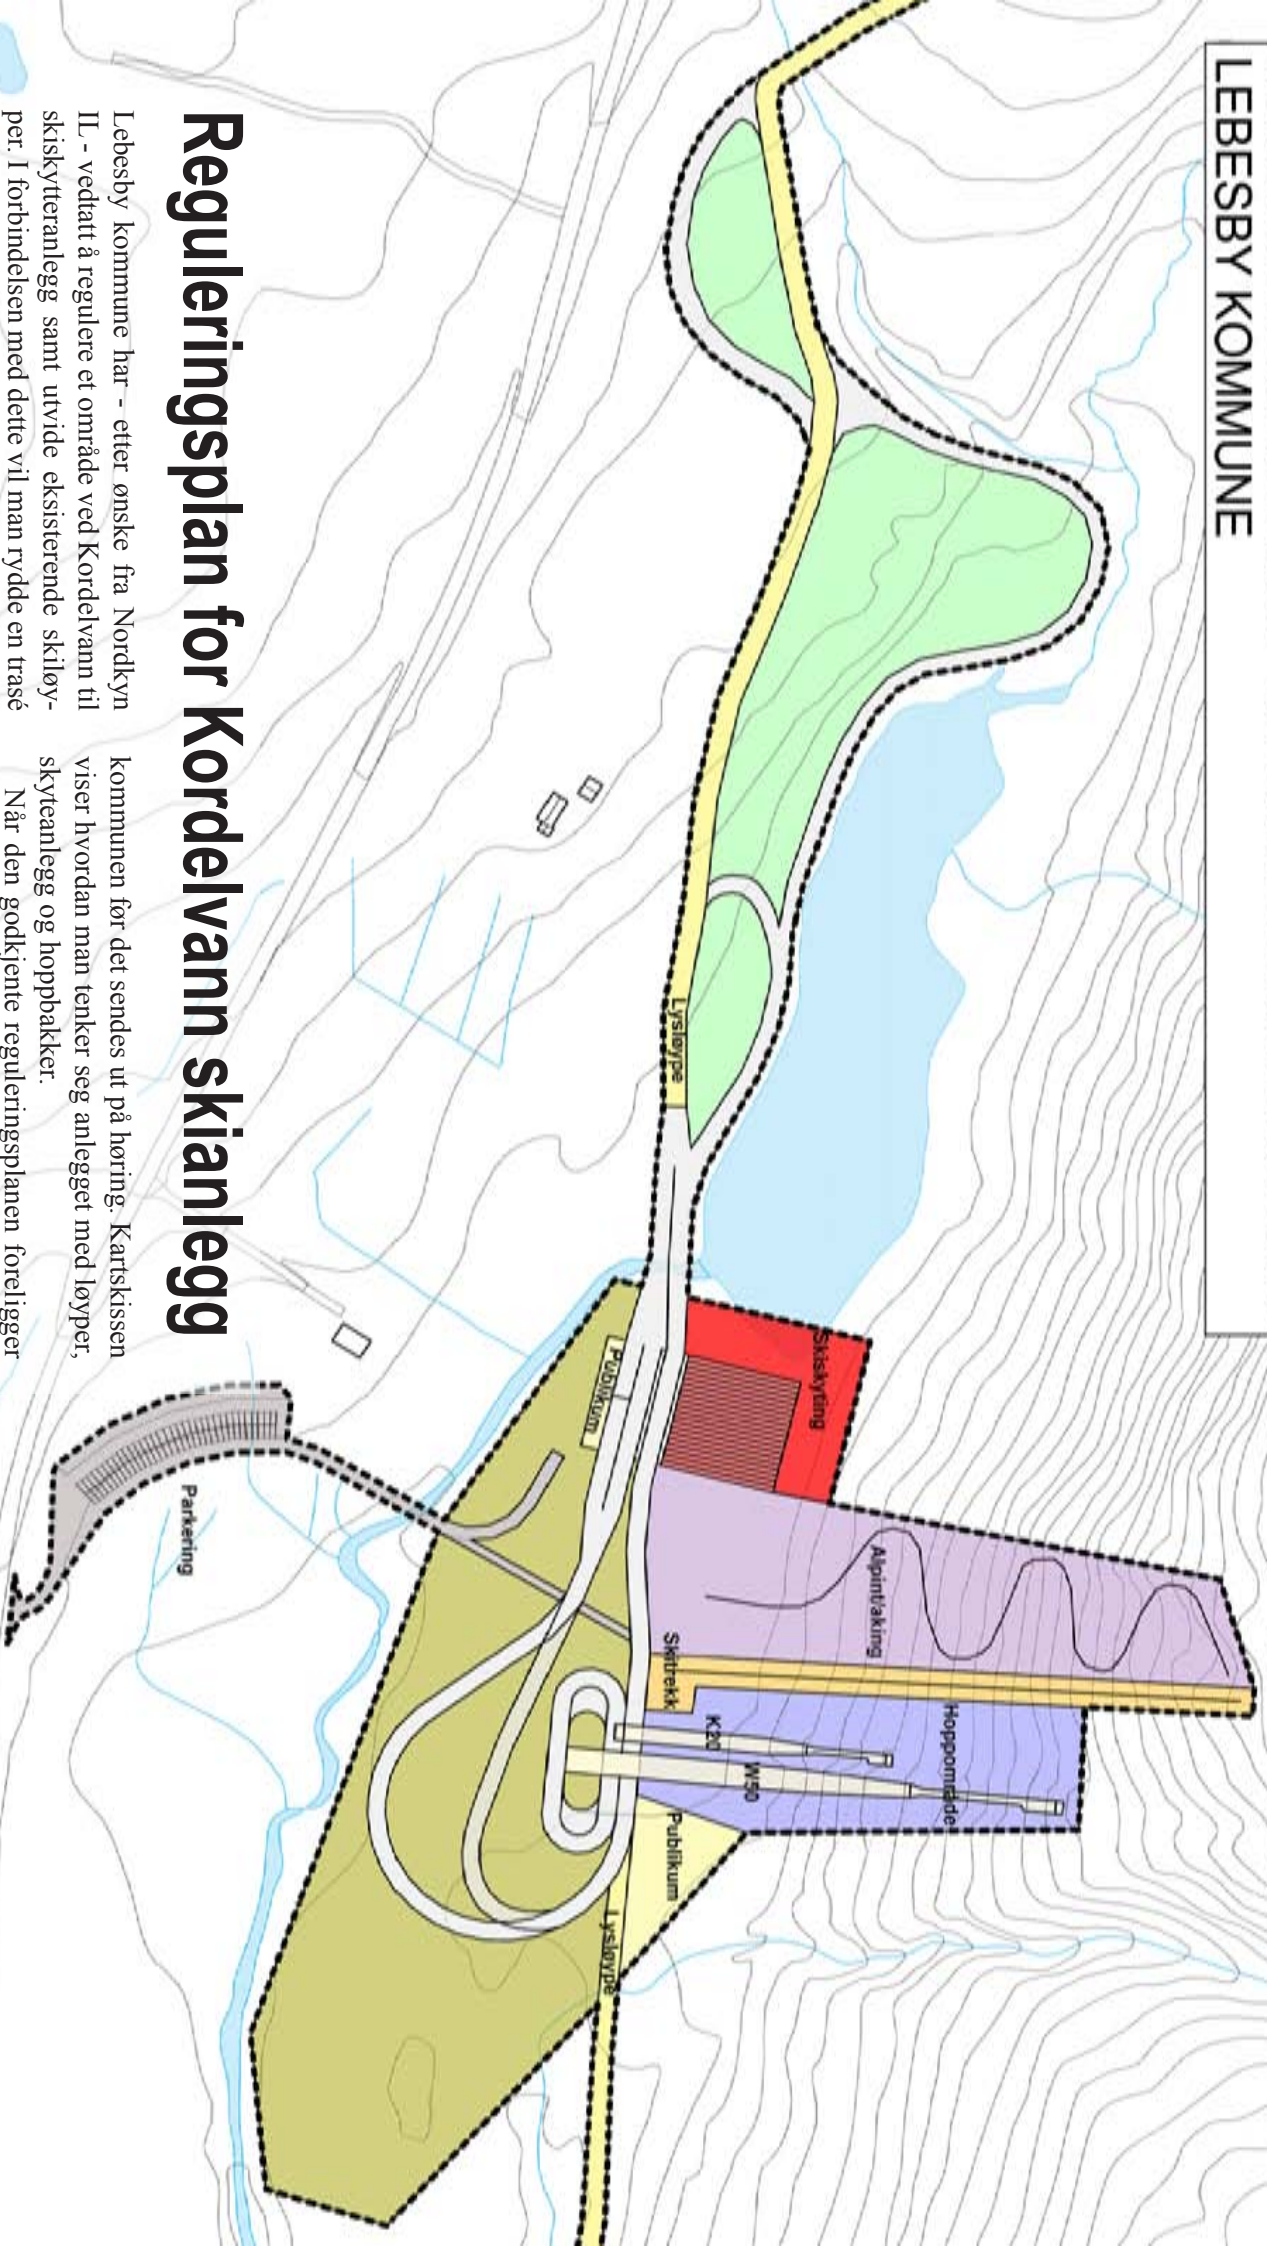 LEBESBY KOMMUNE
Lysløype
Skiskyting
Publikum
Alpint/aking
Skitrekk
Hoppområde
K20
W50
Publikum
Lysløype
Parkering
Reguleringsplan for Kordelvann skianlegg
Lebesby kommune har - etter ønske fra Nordkyn
IL - vedtatt å regulere et område ved Kordelvann til
skiskytteranlegg samt utvide eksisterende skiløy-
per. I forbindelsen med dette vil man rydde en trasé
kommunen før det sendes ut på høring. Kartskissen
viser hvordan man tenker seg anlegget med løyper,
skyteanlegg og hoppbakker.
Når den godkjente reguleringsplanen foreligger